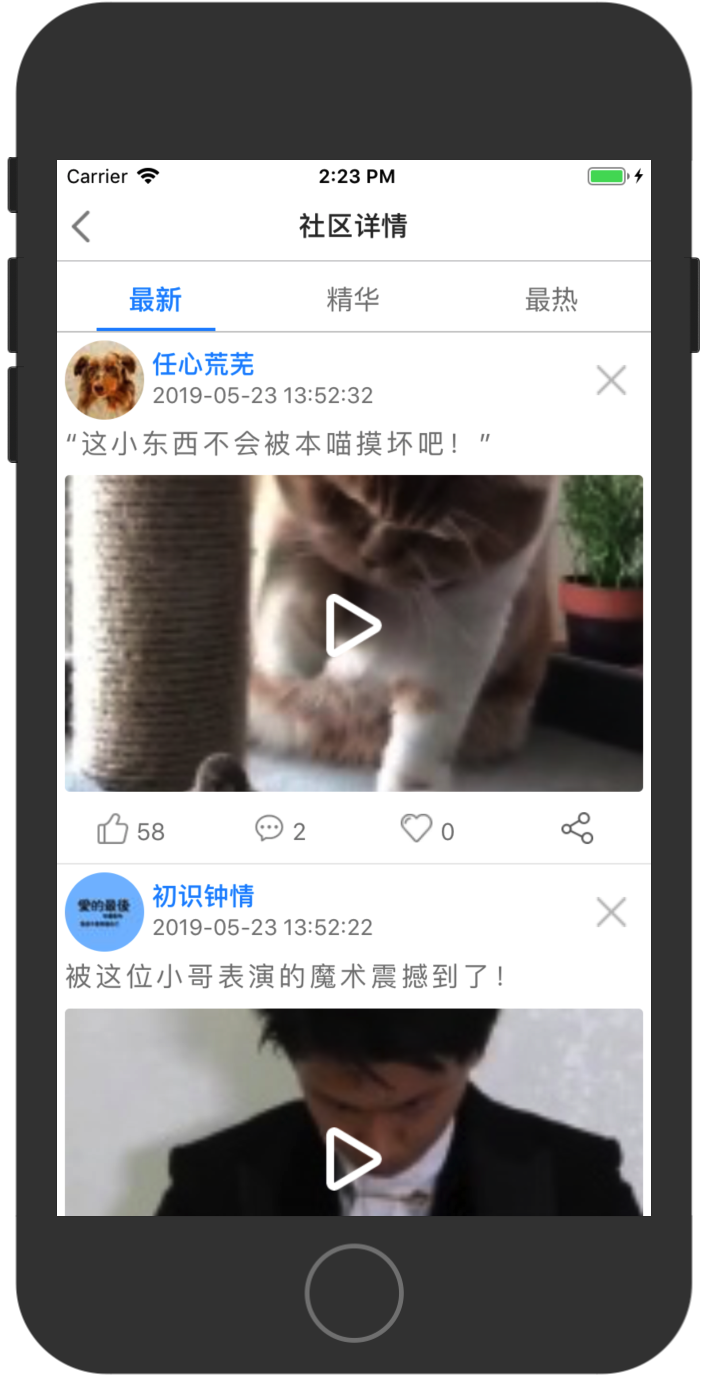 Carrier 2:23 PM
社区详情
最新 精华 最热
任心荒芜
2019-05-23 13:52:32
“这小东西不会被本喵摸坏吧！”
58 2 0
愛的最後
初识钟情
2019-05-23 13:52:22
被这位小哥表演的魔术震撼到了！